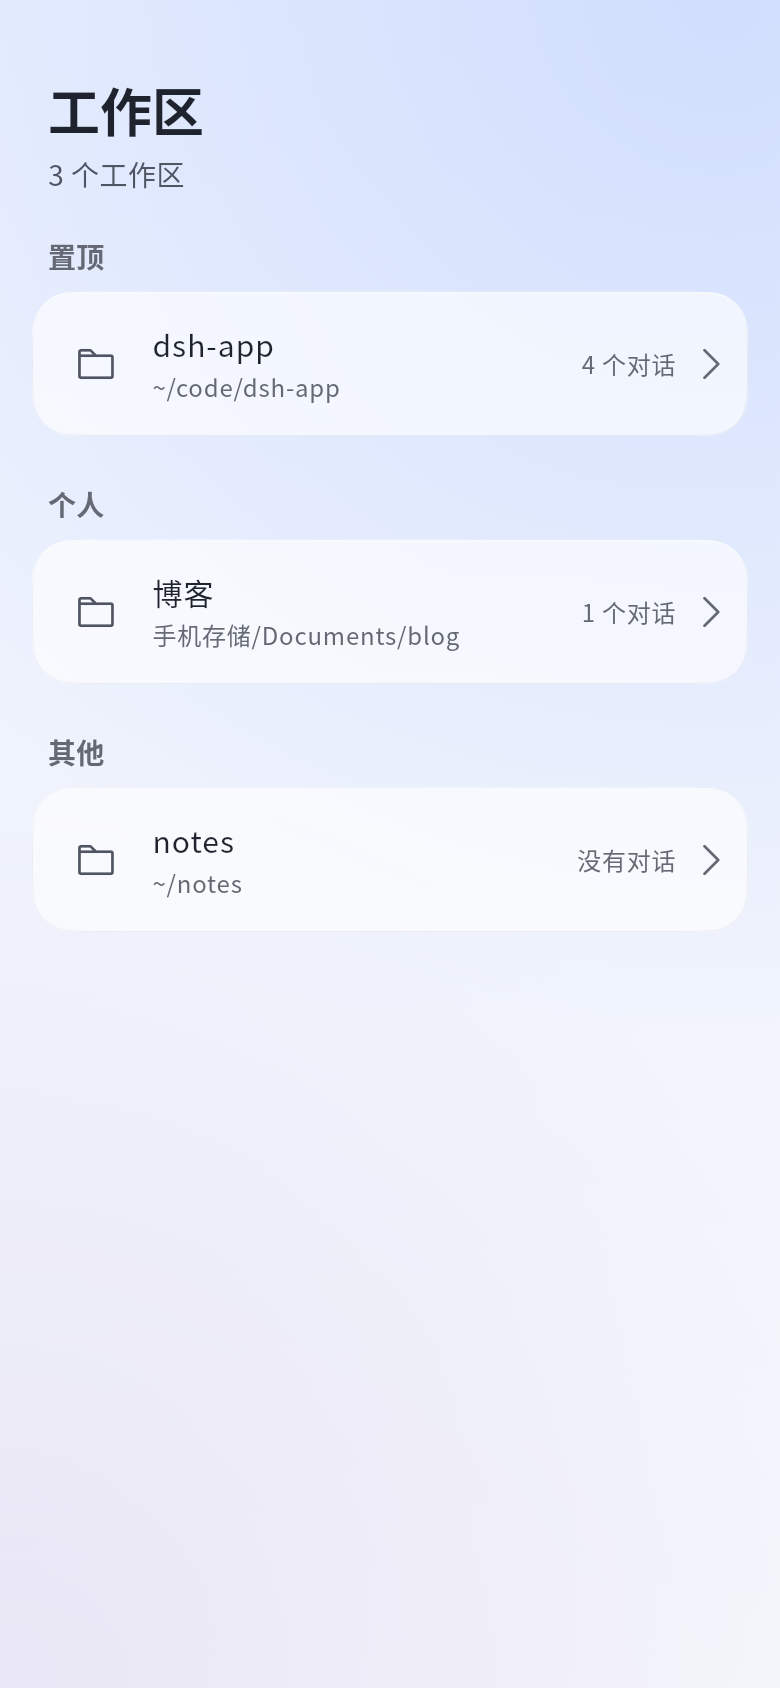 工作区
3 个工作区
置顶
dsh-app
~/code/dsh-app
4 个对话
个人
博客
手机存储/Documents/blog
1 个对话
其他
notes
~/notes
没有对话